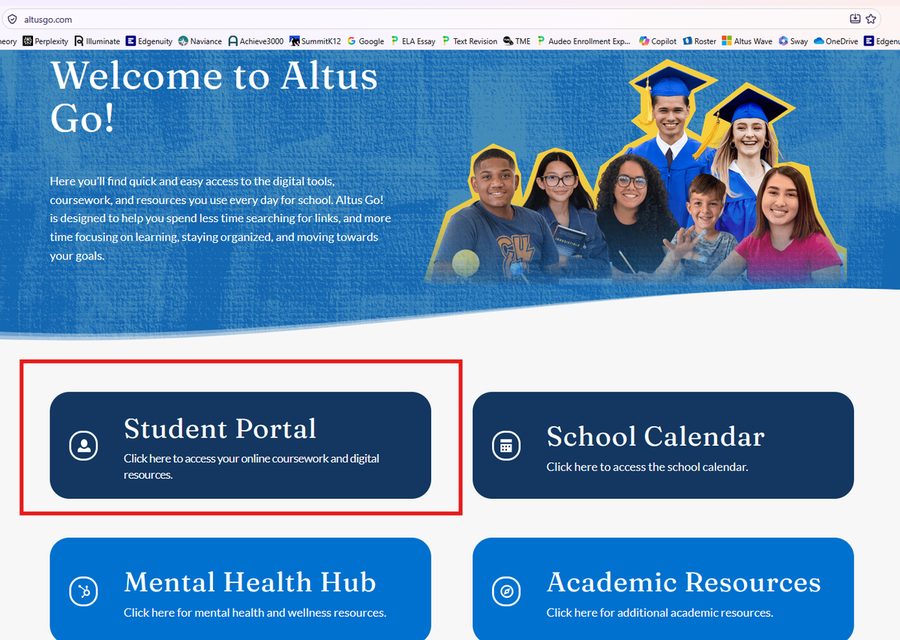 altusgo.com
eory Perplexity Illuminate Edgenuity Naviance Achieve3000 SummitK12 Google ELA Essay Text Revision TME Audeo Enrollment Exp... Copilot Roster Altus Wave Sway OneDrive Edgenu
Welcome to Altus
Go!
Here you'll find quick and easy access to the digital tools,
coursework, and resources you use every day for school. Altus Go!
is designed to help you spend less time searching for links, and more
time focusing on learning, staying organized, and moving towards
your goals.
Student Portal
Click here to access your online coursework and digital
resources.
School Calendar
Click here to access the school calendar.
Mental Health Hub
Click here for mental health and wellness resources.
Academic Resources
Click here for additional academic resources.